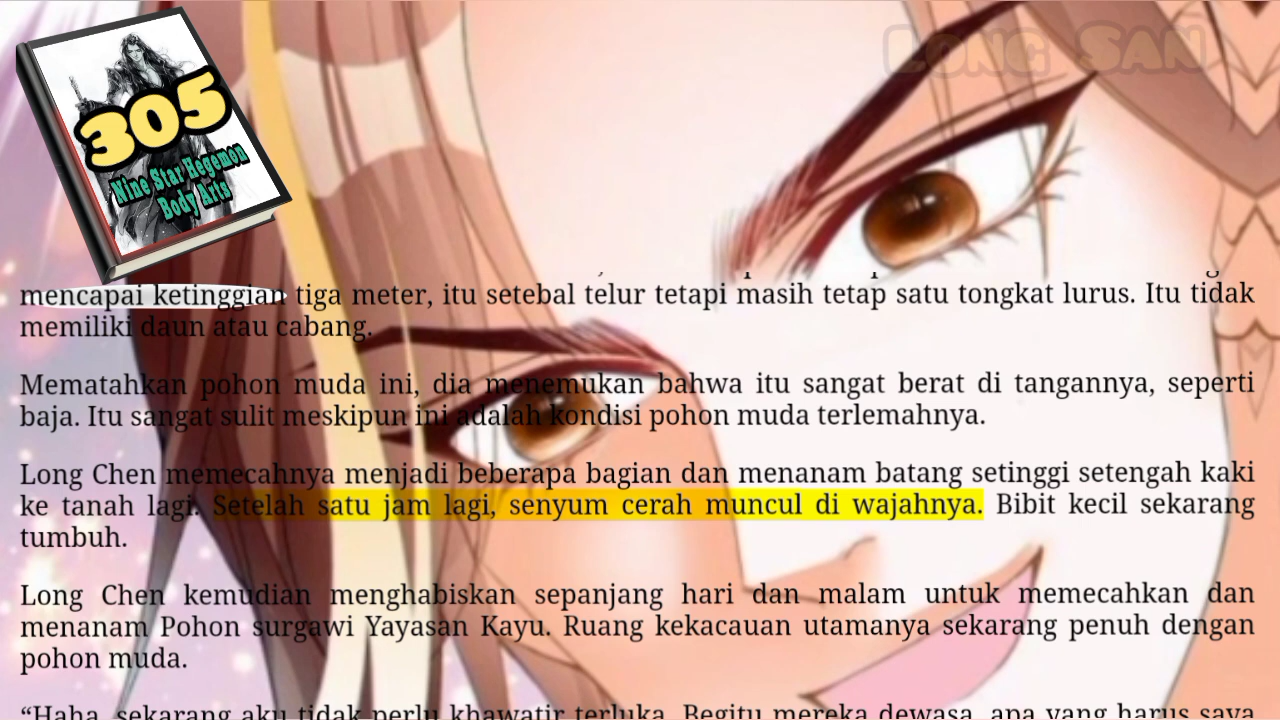 LONG SAN
305
Nine Star Hegemon
Body Arts
mencapai ketinggian tiga meter, itu setebal telur tetapi masih tetap satu tongkat lurus. Itu tidak
memiliki daun atau cabang.
Mematahkan pohon muda ini, dia menemukan bahwa itu sangat berat di tangannya, seperti
baja. Itu sangat sulit meskipun ini adalah kondisi pohon muda terlemahnya.
Long Chen memecahnya menjadi beberapa bagian dan menanam batang setinggi setengah kaki
ke tanah lagi. Setelah satu jam lagi, senyum cerah muncul di wajahnya. Bibit kecil sekarang
tumbuh.
Long Chen kemudian menghabiskan sepanjang hari dan malam untuk memecahkan dan
menanam Pohon surgawi Yayasan Kayu. Ruang kekacauan utamanya sekarang penuh dengan
pohon muda.
“Haha, sekarang aku tidak perlu khawatir terluka. Begitu mereka dewasa, apa yang harus saya